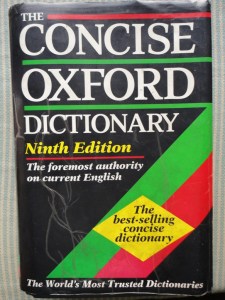 THE
CONCISE
OXFORD
DICTIONARY
Ninth Edition
The foremost authority
on current English
The
best-selling
concise
dictionary
The World's Most Trusted Dictionaries